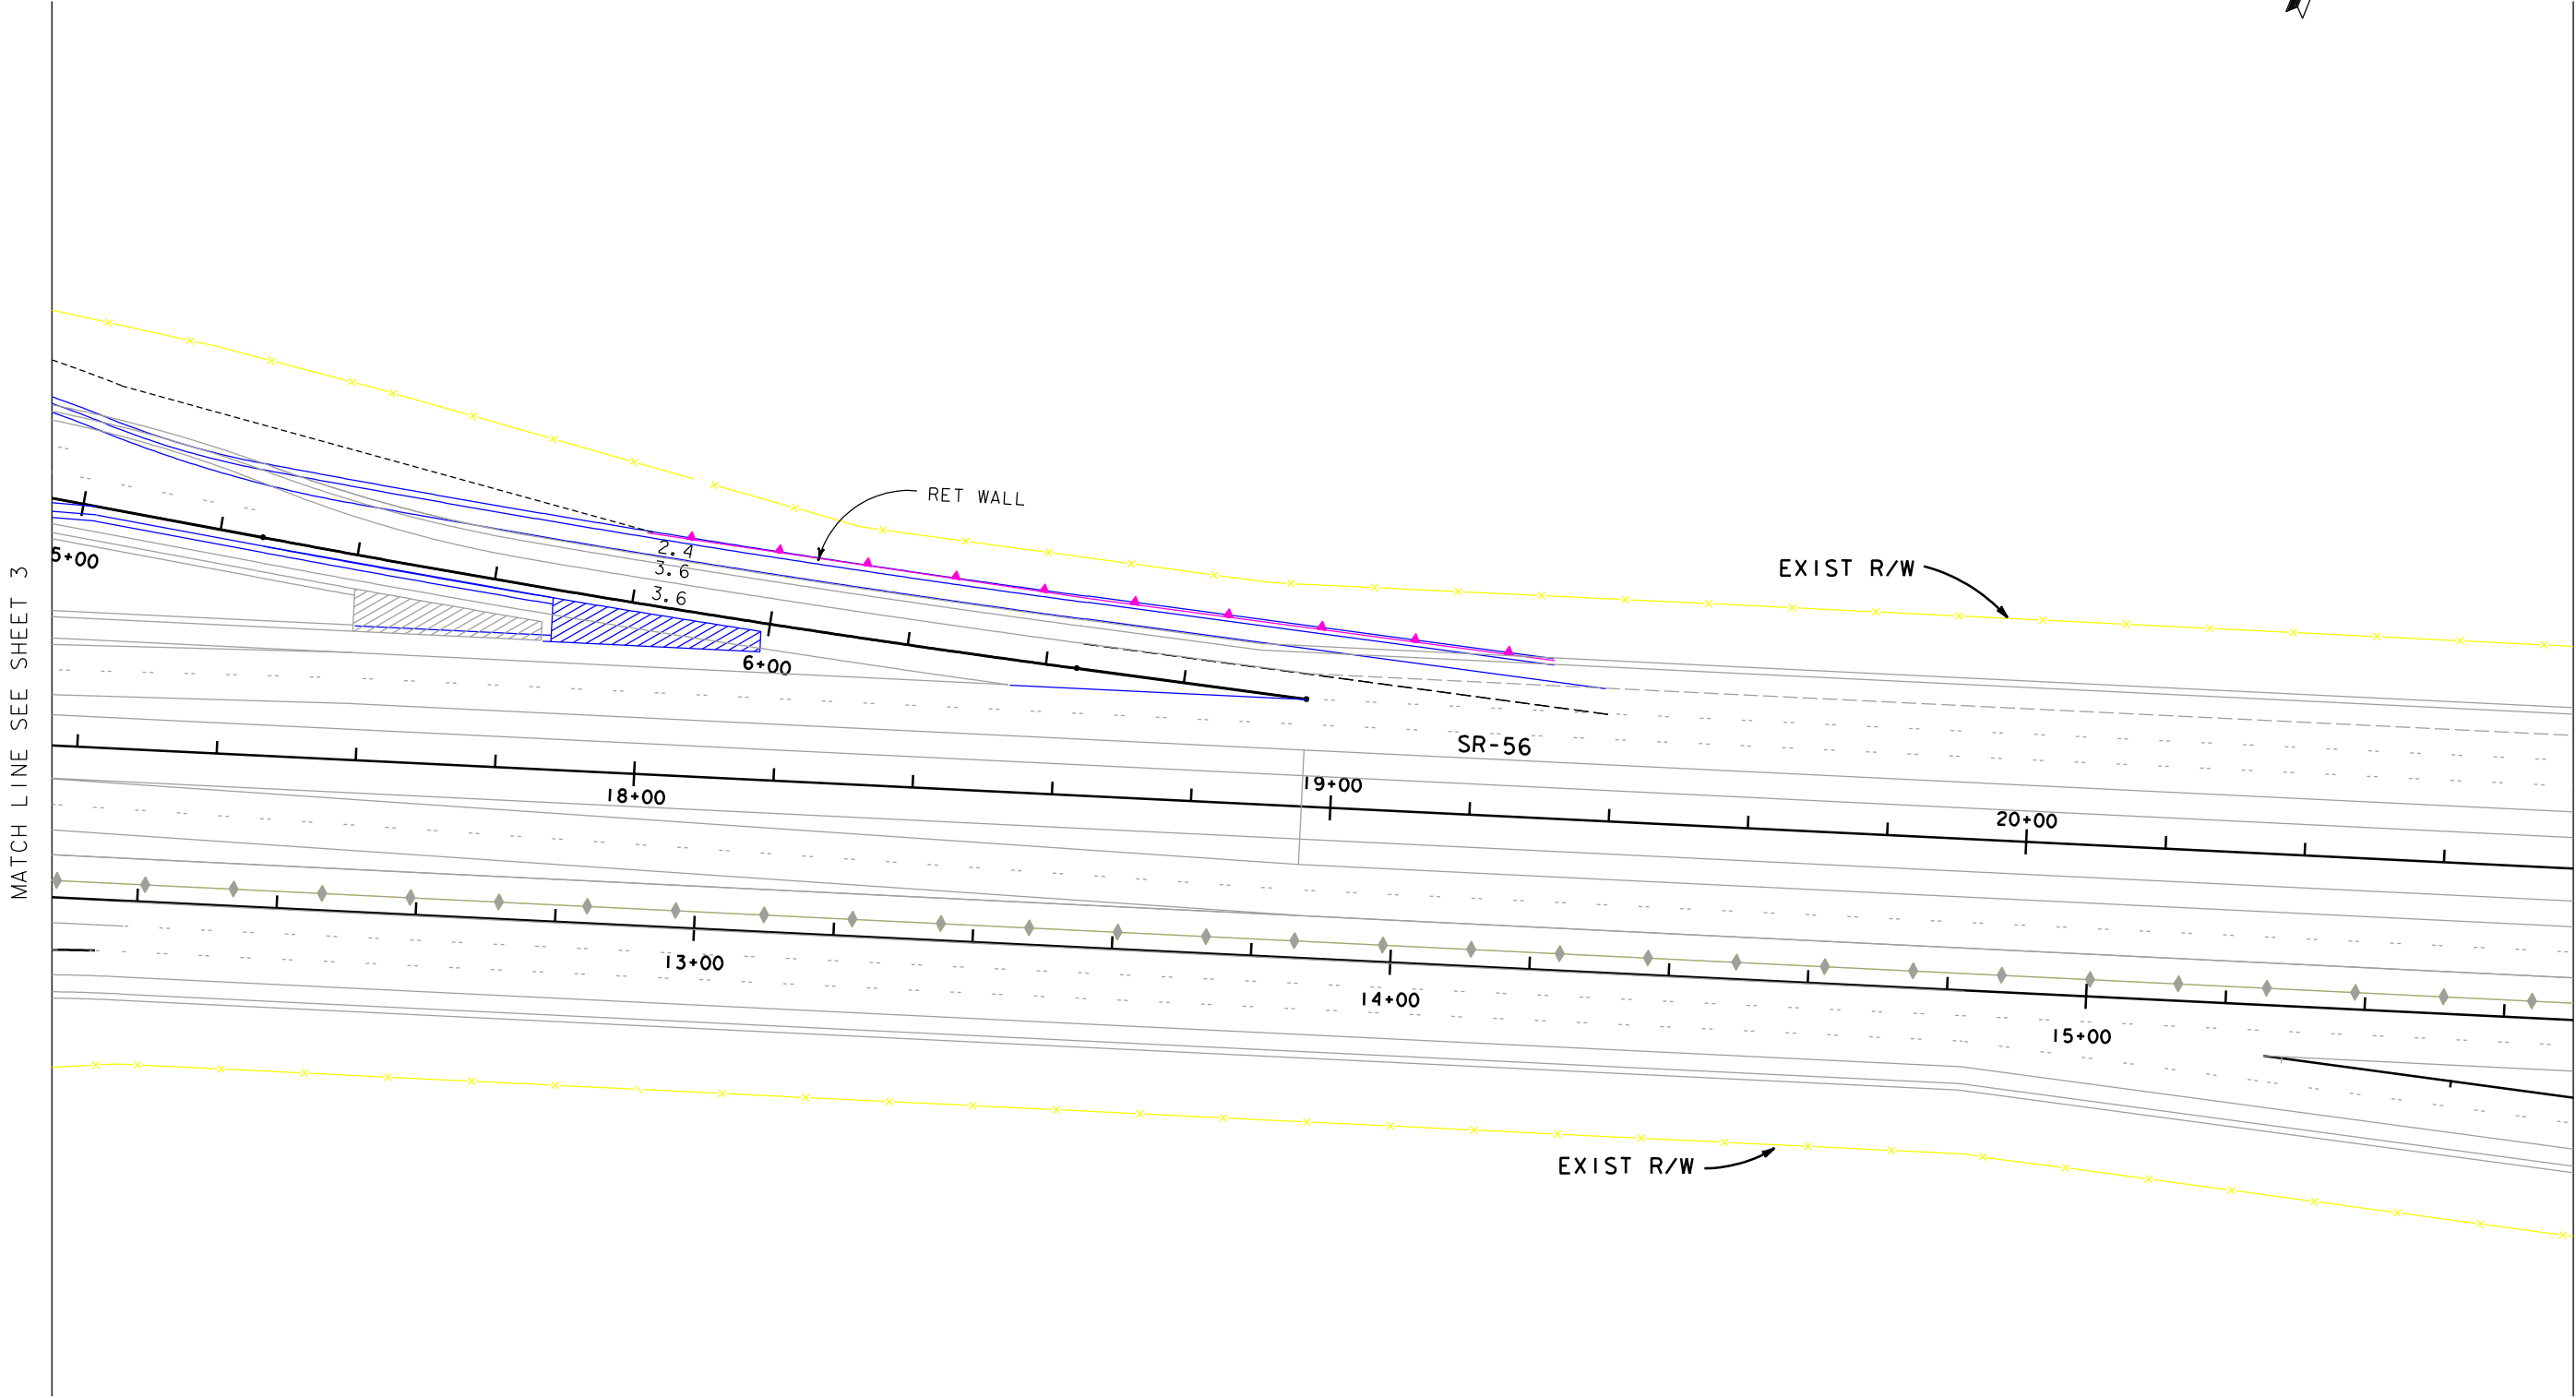 MATCH LINE SEE SHEET 3
RET WALL
2.4
3.6
3.6
5+00
EXIST R/W
6+00
SR-56
18+00
19+00
20+00
13+00
14+00
15+00
EXIST R/W